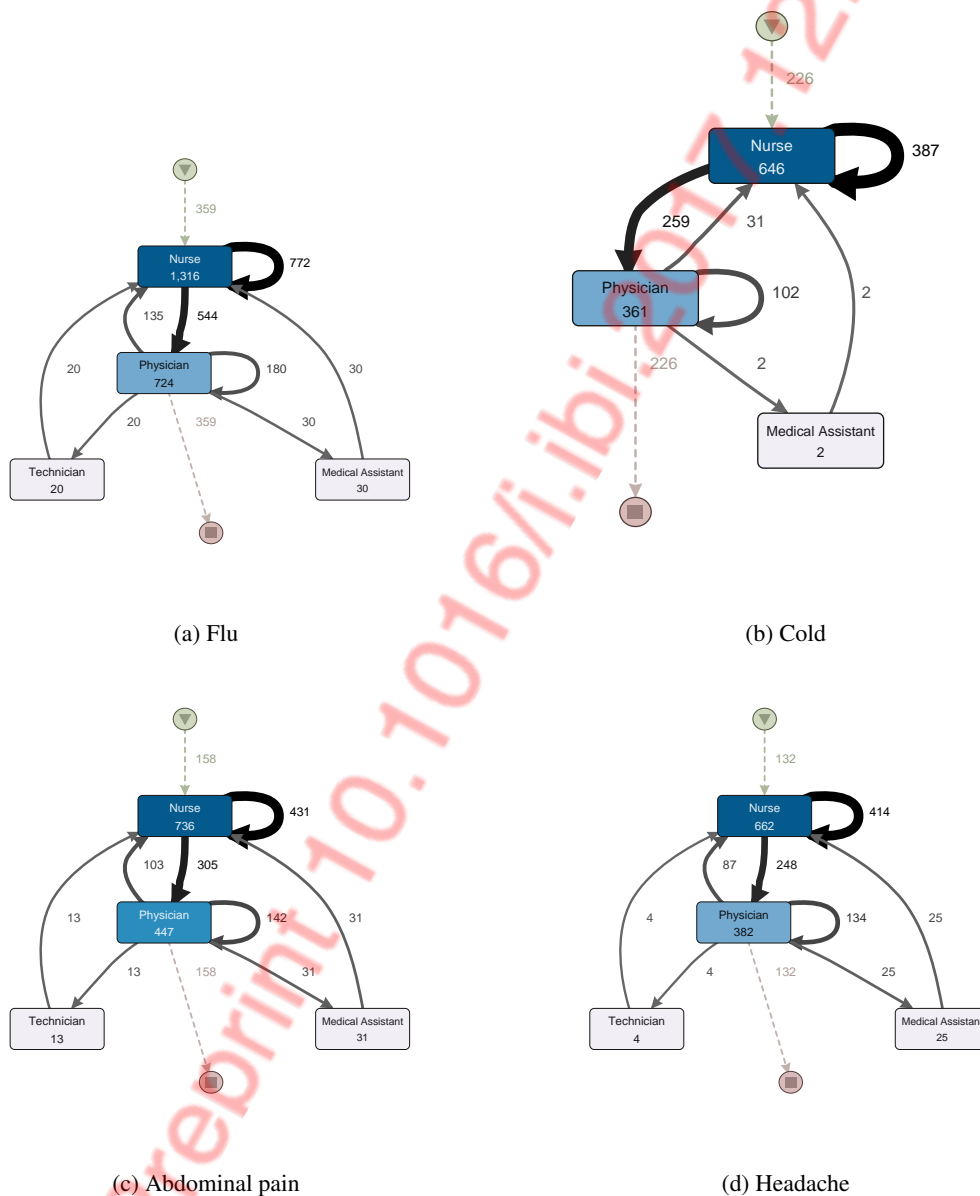 359
Nurse
1,316
772
135
544
Physician
724
180
20
30
20
359
30
Technician
20
Medical Assistant
30
(a) Flu
226
Nurse
646
387
259
31
Physician
361
102
2
226
2
Medical Assistant
2
(b) Cold
158
Nurse
736
431
103
305
Physician
447
142
13
31
13
158
31
Technician
13
Medical Assistant
31
(c) Abdominal pain
132
Nurse
662
414
87
248
Physician
382
134
4
25
4
132
25
Technician
4
Medical Assistant
25
(d) Headache
preprint 10.1016/j.jbi.2017.12